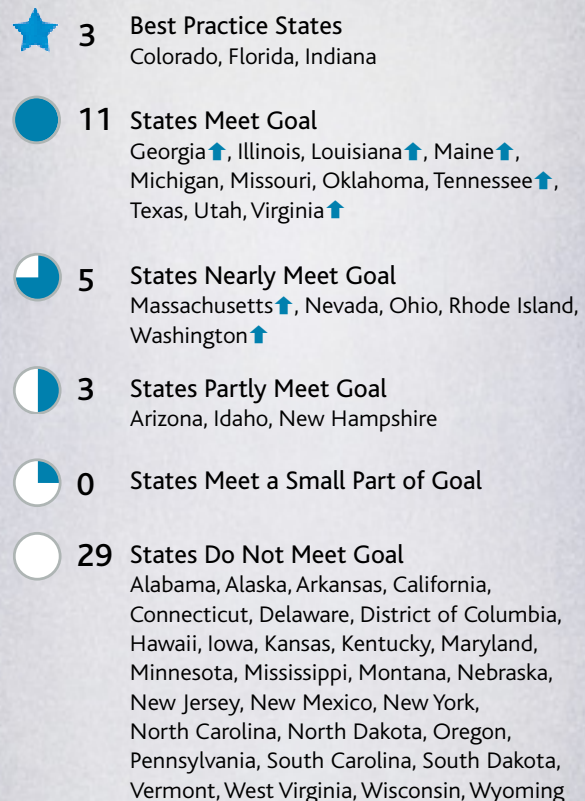 3 Best Practice States
Colorado, Florida, Indiana
11 States Meet Goal
Georgia⬆, Illinois, Louisiana⬆, Maine⬆,
Michigan, Missouri, Oklahoma, Tennessee⬆,
Texas, Utah, Virginia⬆
5 States Nearly Meet Goal
Massachusetts⬆, Nevada, Ohio, Rhode Island,
Washington⬆
3 States Partly Meet Goal
Arizona, Idaho, New Hampshire
0 States Meet a Small Part of Goal
29 States Do Not Meet Goal
Alabama, Alaska, Arkansas, California,
Connecticut, Delaware, District of Columbia,
Hawaii, Iowa, Kansas, Kentucky, Maryland,
Minnesota, Mississippi, Montana, Nebraska,
New Jersey, New Mexico, New York,
North Carolina, North Dakota, Oregon,
Pennsylvania, South Carolina, South Dakota,
Vermont, West Virginia, Wisconsin, Wyoming